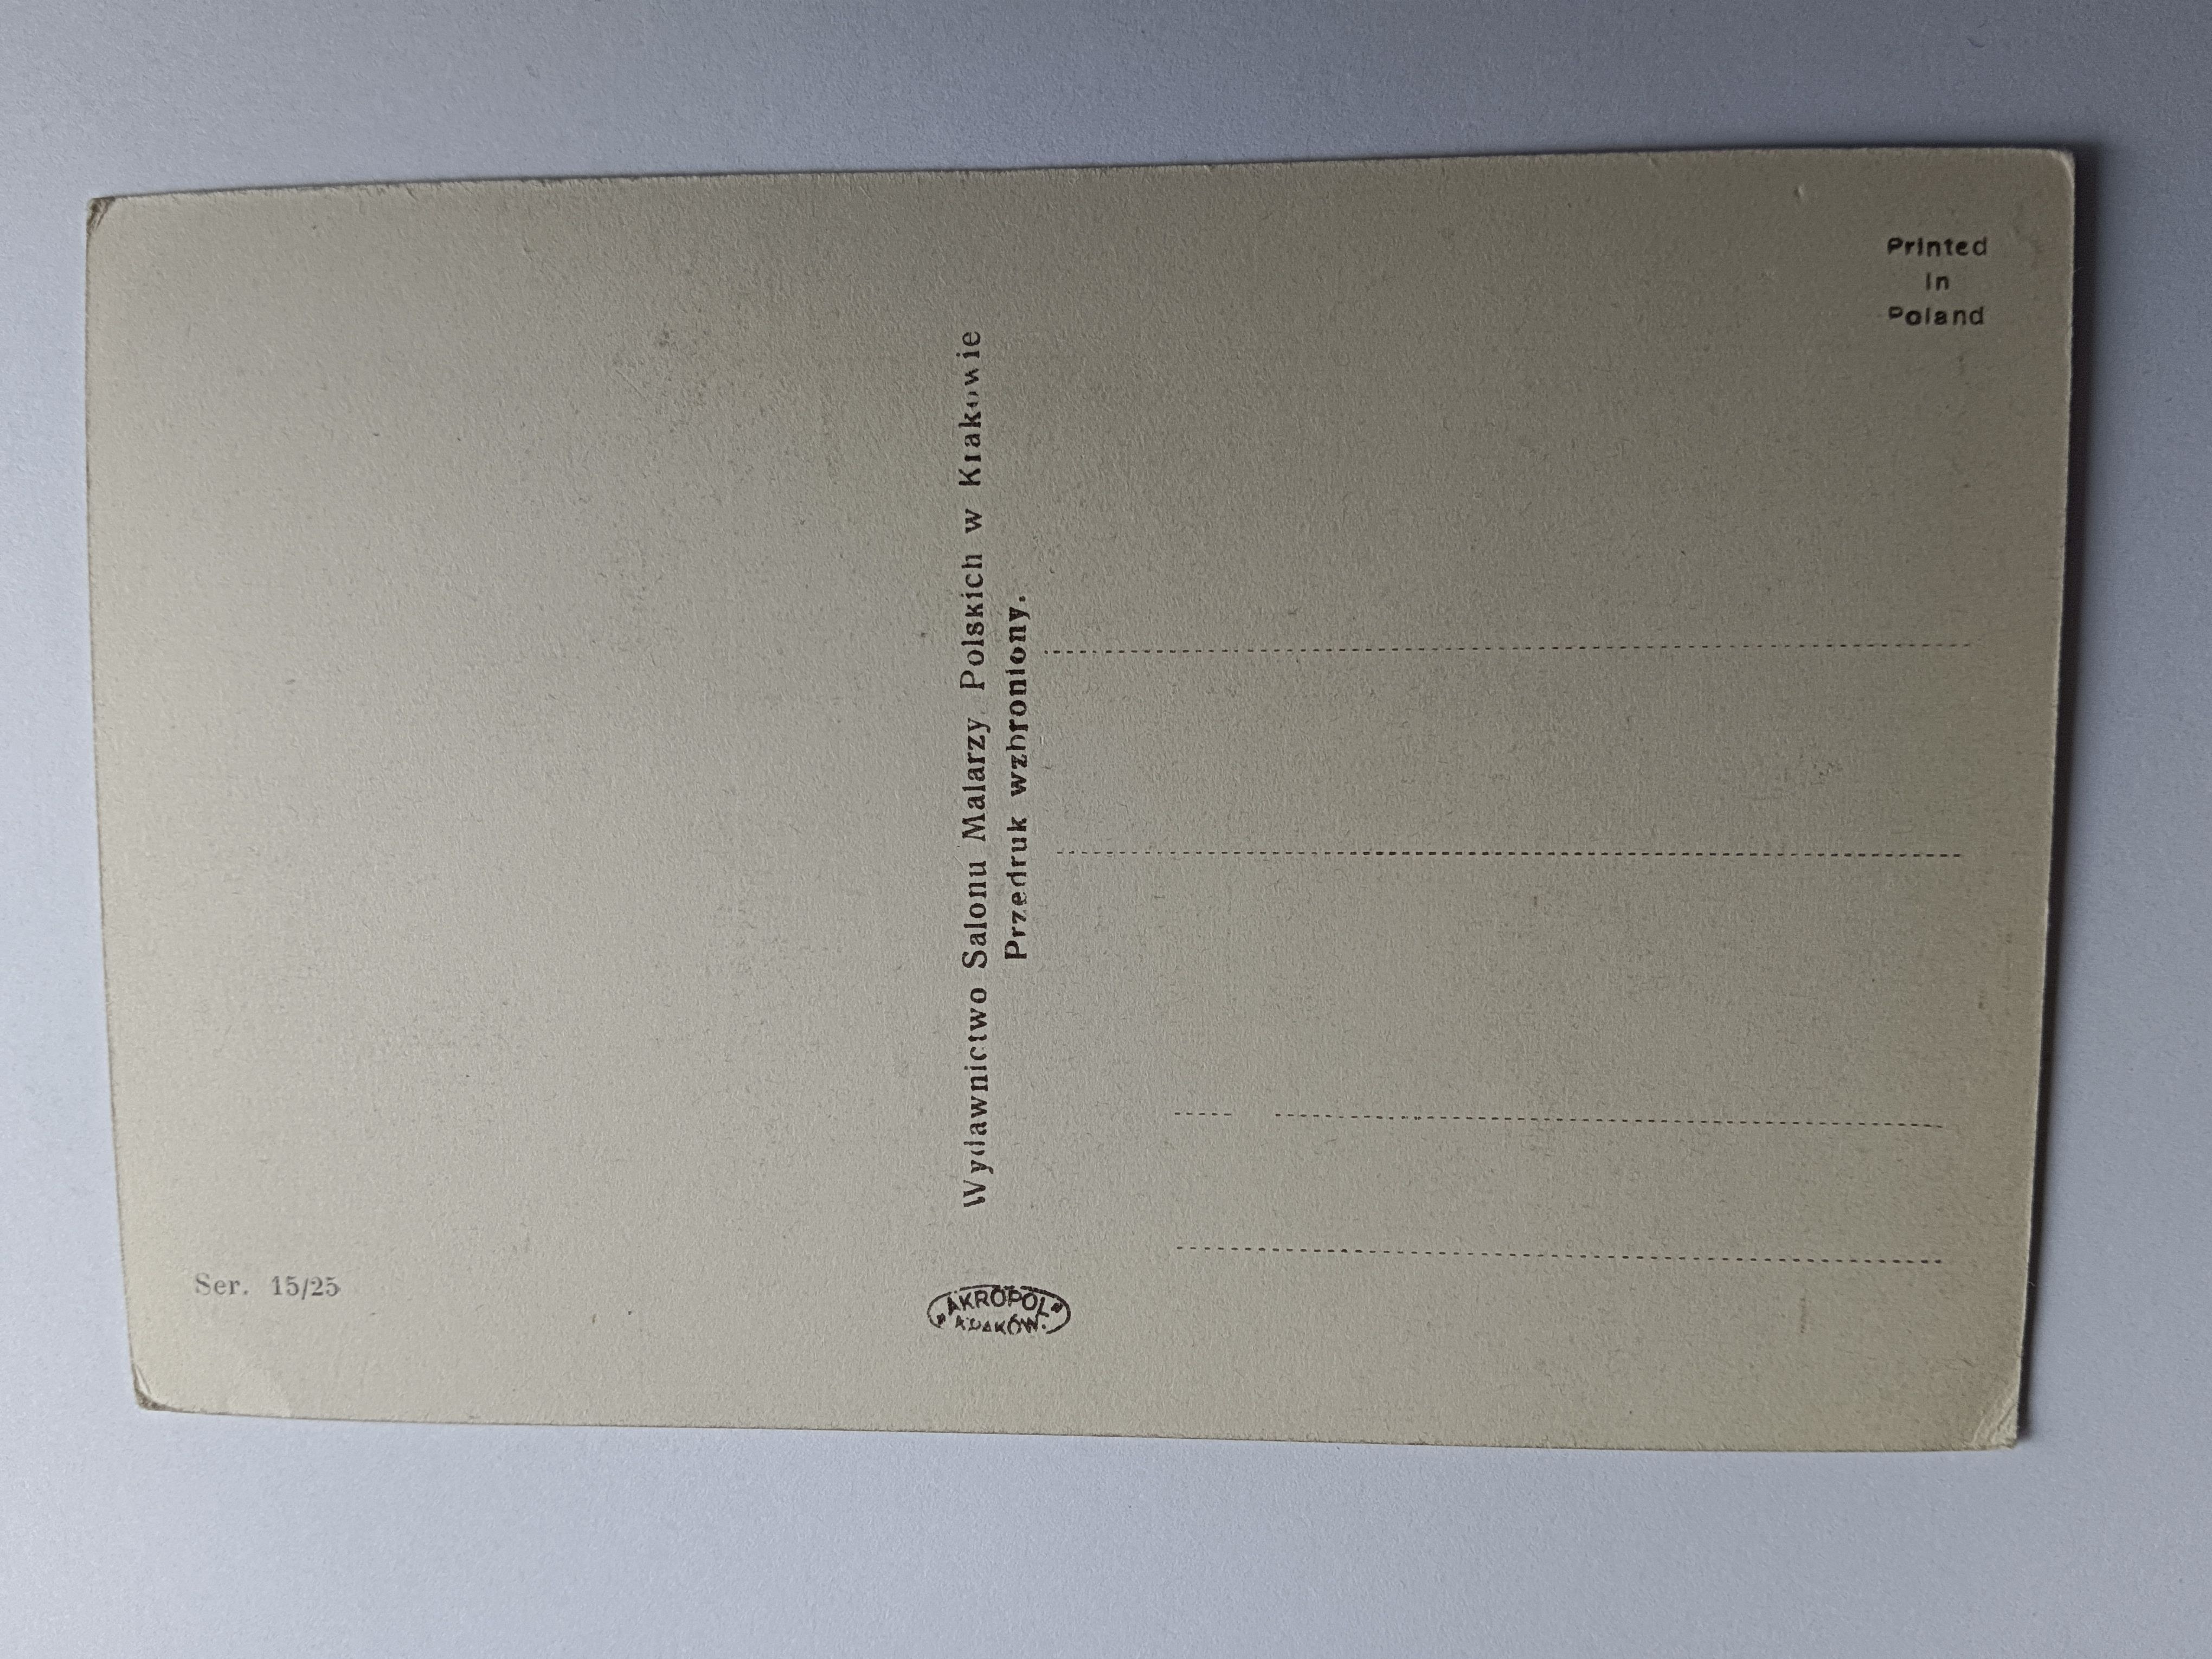 Printed
in
Poland
Wydawnictwo Salonu Malarzy Polskich w Krakowie
Przedruk wzbroniony.
Ser. 15/25
„AKROPOL"
KRAKÓW.